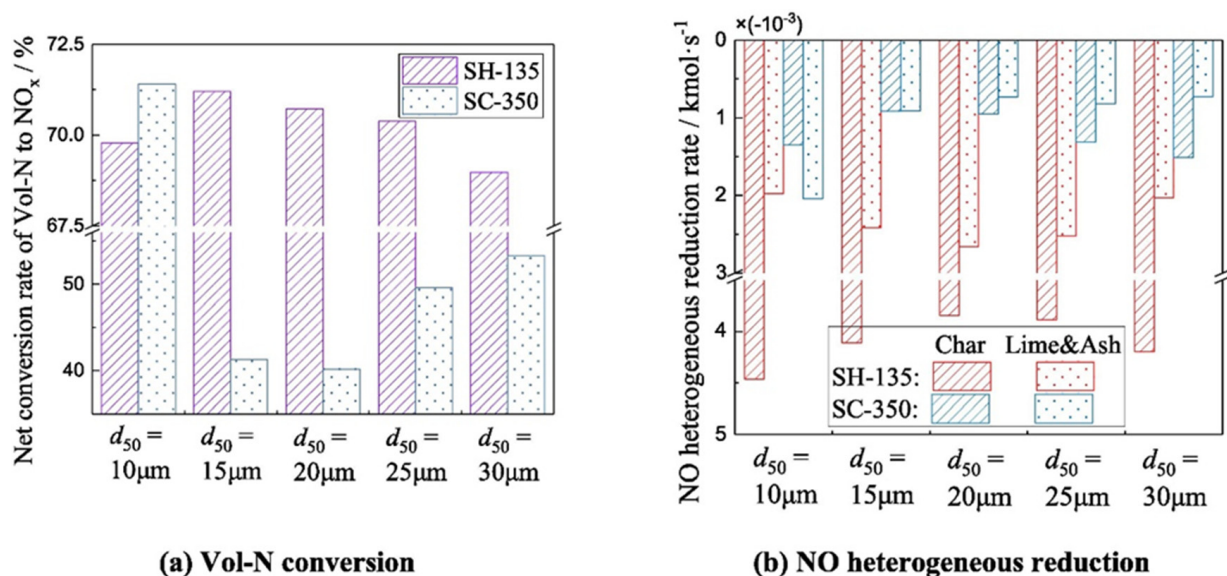 Net conversion rate of Vol-N to NOₓ / %
72.5
70.0
67.5
50
40
SH-135
SC-350
d₅₀ = 10μm
d₅₀ = 15μm
d₅₀ = 20μm
d₅₀ = 25μm
d₅₀ = 30μm
(a) Vol-N conversion
×(-10⁻³)
NO heterogeneous reduction rate / kmol·s⁻¹
0
1
2
3
4
5
Char Lime&Ash
SH-135:
SC-350:
d₅₀ = 10μm
d₅₀ = 15μm
d₅₀ = 20μm
d₅₀ = 25μm
d₅₀ = 30μm
(b) NO heterogeneous reduction